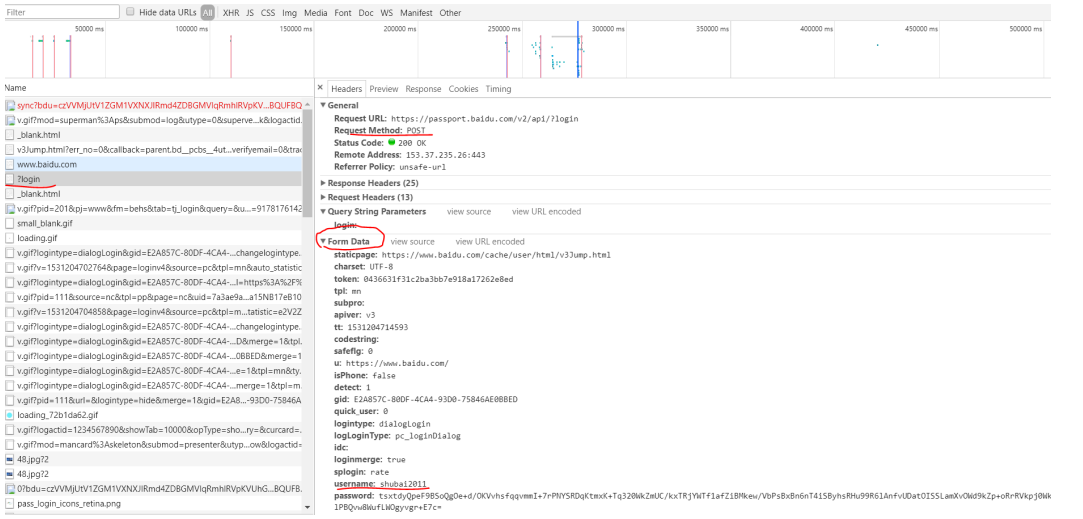 Filter Hide data URLs All XHR JS CSS Img Media Font Doc WS Manifest Other
50000 ms 100000 ms 150000 ms 200000 ms 250000 ms 300000 ms 350000 ms 400000 ms 450000 ms 500000 ms
Name
sync?bdu=czVVMjUtV1ZGM1VXNXJIRmd4ZDBGMVlqRmhlRVpKV...BQUFBQ
v.gif?mod=superman%3Aps&submod=log&utype=0&superve...k&logactid.
_blank.html
v3Jump.html?err_no=0&callback=parent.bd__pcbs__4ut...verifyemail=0&trac
www.baidu.com
?login
_blank.html
v.gif?pid=201&pj=www&fm=behs&tab=tj_login&query=&u...=9178176142
small_blank.gif
loading.gif
v.gif?logintype=dialogLogin&gid=E2A857C-80DF-4CA4-...changelogintype.
v.gif?v=1531204702764&page=loginv4&source=pc&tpl=mn&auto_statistic
v.gif?logintype=dialogLogin&gid=E2A857C-80DF-4CA4-...l=https%3A%2F%
v.gif?pid=111&source=nc&tpl=pp&page=nc&uid=7a3ae9a...a15NB17eB10
v.gif?v=1531204704858&page=loginv4&source=pc&tpl=m...tatistic=e2V2Z
v.gif?logintype=dialogLogin&gid=E2A857C-80DF-4CA4-...changelogintype.
v.gif?logintype=dialogLogin&gid=E2A857C-80DF-4CA4-...D&merge=1&tpl.
v.gif?logintype=dialogLogin&gid=E2A857C-80DF-4CA4-...0BBED&merge=1
v.gif?logintype=dialogLogin&gid=E2A857C-80DF-4CA4-...e=1&tpl=mn&ty.
v.gif?logintype=dialogLogin&gid=E2A857C-80DF-4CA4-...merge=1&tpl=m.
v.gif?pid=111&url=&logintype=hide&merge=1&gid=E2A8...-93D0-75846A
loading_72b1da62.gif
v.gif?logactid=1234567890&showTab=10000&opType=sho...ry=&curcard=.
v.gif?mod=mancard%3Askeleton&submod=presenter&utyp...ow&logactid=
48.jpg?2
48.jpg?2
0?bdu=czVVMjUtV1ZGM1VXNXJIRmd4ZDBGMVlqRmhlRVpKVUhG...BQUFB.
pass_login_icons_retina.png
× Headers Preview Response Cookies Timing
General
Request URL: https://passport.baidu.com/v2/api/?login
Request Method: POST
Status Code: 200 OK
Remote Address: 153.37.235.26:443
Referrer Policy: unsafe-url
Response Headers (25)
Request Headers (13)
Query String Parameters view source view URL encoded
login:
Form Data view source view URL encoded
staticpage: https://www.baidu.com/cache/user/html/v3Jump.html
charset: UTF-8
token: 0436631f31c2ba3bb7e918a17262e8ed
tpl: mn
subpro:
apiver: v3
tt: 1531204714593
codestring:
safeflg: 0
u: https://www.baidu.com/
isPhone: false
detect: 1
gid: E2A857C-80DF-4CA4-93D0-75846AE0BBED
quick_user: 0
logintype: dialogLogin
logLoginType: pc_loginDialog
idc:
loginmerge: true
splogin: rate
username: shubai2011
password: tsxtdyQpeF9BSoQgOe+d/OKVvhsfqqvmmI+7rPNY5RDqKtmxK+Tq320WkZmUC/kxTRjYWTf1afZiBMkew/VbPsBxBn6nT4iSByhsRHu99R6lAnfvUDatOIS5LamXvOWd9kZp+oRrRVkpj0Wk
lPBQvw8WufLWOgyvgr+E7c=